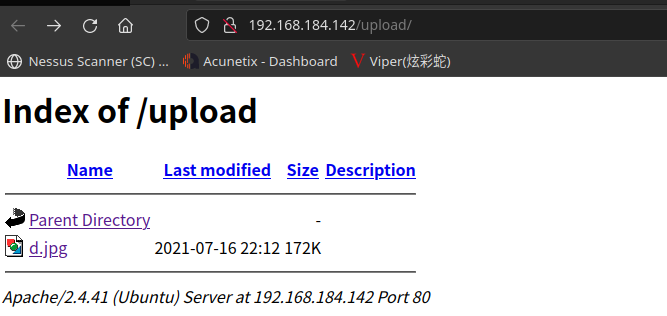 192.168.184.142/upload/
Nessus Scanner (SC) ... Acunetix - Dashboard Viper(炫彩蛇)
Index of /upload
Name Last modified Size Description
Parent Directory -
d.jpg 2021-07-16 22:12 172K
Apache/2.4.41 (Ubuntu) Server at 192.168.184.142 Port 80